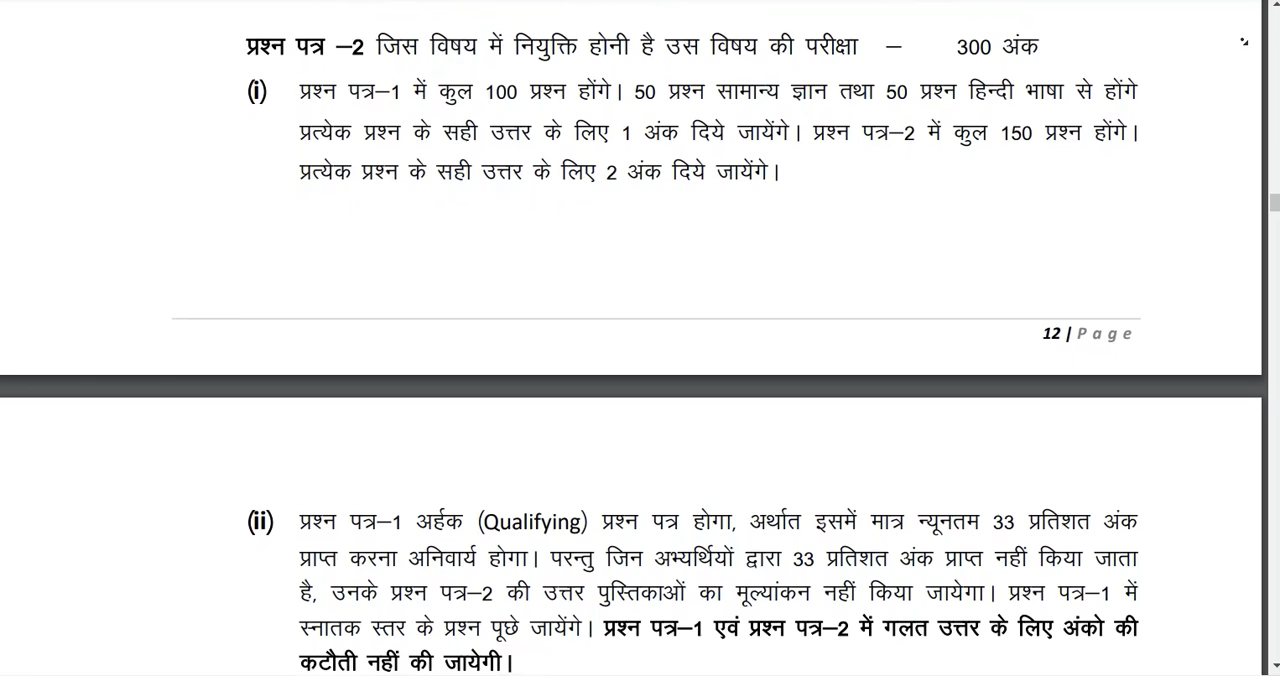 प्रश्न पत्र –2 जिस विषय में नियुक्ति होनी है उस विषय की परीक्षा – 300 अंक
(i) प्रश्न पत्र–1 में कुल 100 प्रश्न होंगे। 50 प्रश्न सामान्य ज्ञान तथा 50 प्रश्न हिन्दी भाषा से होंगे
प्रत्येक प्रश्न के सही उत्तर के लिए 1 अंक दिये जायेंगे। प्रश्न पत्र–2 में कुल 150 प्रश्न होंगे।
प्रत्येक प्रश्न के सही उत्तर के लिए 2 अंक दिये जायेंगे।
12 | Page
(ii) प्रश्न पत्र–1 अर्हक (Qualifying) प्रश्न पत्र होगा, अर्थात इसमें मात्र न्यूनतम 33 प्रतिशत अंक
प्राप्त करना अनिवार्य होगा। परन्तु जिन अभ्यर्थियों द्वारा 33 प्रतिशत अंक प्राप्त नहीं किया जाता
है, उनके प्रश्न पत्र–2 की उत्तर पुस्तिकाओं का मूल्यांकन नहीं किया जायेगा। प्रश्न पत्र–1 में
स्नातक स्तर के प्रश्न पूछे जायेंगे। प्रश्न पत्र–1 एवं प्रश्न पत्र–2 में गलत उत्तर के लिए अंको की
कटौती नहीं की जायेगी।